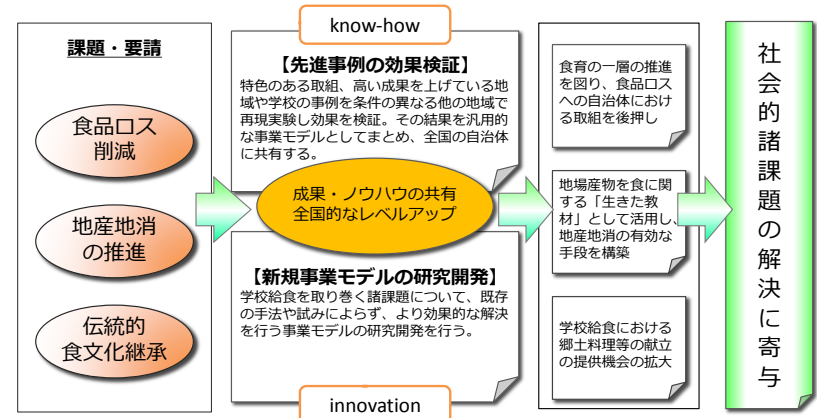 課題・要請
食品ロス
削減
地産地消
の推進
伝統的
食文化継承
know-how
【先進事例の効果検証】
特色のある取組、高い成果を上げている地
域や学校の事例を条件の異なる他の地域で
再現実験し効果を検証。その結果を汎用的
な事業モデルとしてまとめ、全国の自治体
に共有する。
成果・ノウハウの共有
全国的なレベルアップ
【新規事業モデルの研究開発】
学校給食を取り巻く諸課題について、既存
の手法や試みによらず、より効果的な解決
を行う事業モデルの研究開発を行う。
innovation
食育の一層の推進
を図り、食品ロス
への自治体におけ
る取組を後押し
地場産物を食に関
する「生きた教
材」として活用し、
地産地消の有効な
手段を構築
学校給食における
郷土料理等の献立
の提供機会の拡大
社会的諸課題の解決に寄与